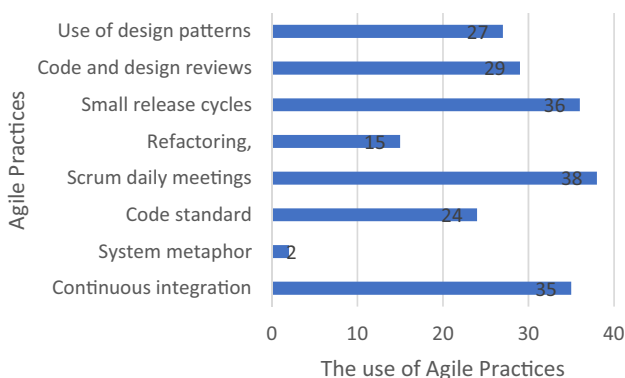 Agile Practices
Use of design patterns 27
Code and design reviews 29
Small release cycles 36
Refactoring, 15
Scrum daily meetings 38
Code standard 24
System metaphor 2
Continuous integration 35
0 10 20 30 40
The use of Agile Practices